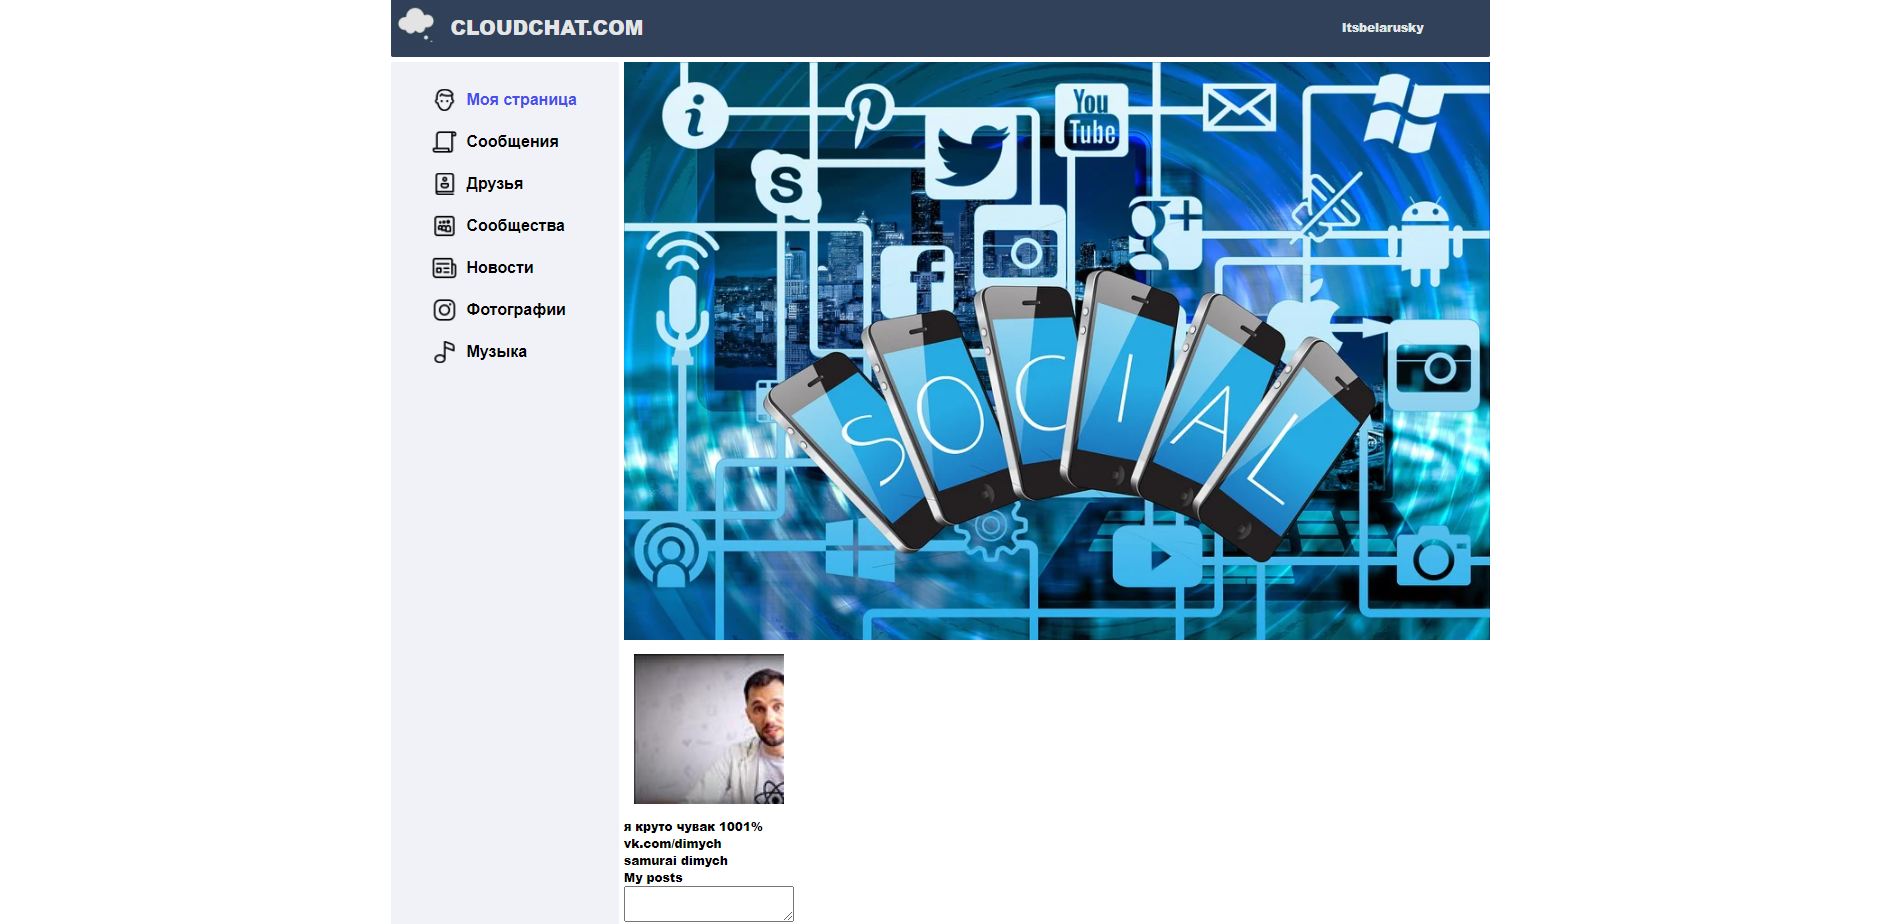 CLOUDCHAT.COM
Itsbelarusky
Моя страница
Сообщения
Друзья
Сообщества
Новости
Фотографии
Музыка
You
Tube
SOCIAL
я круто чувак 1001%
vk.com/dimych
samurai dimych
My posts